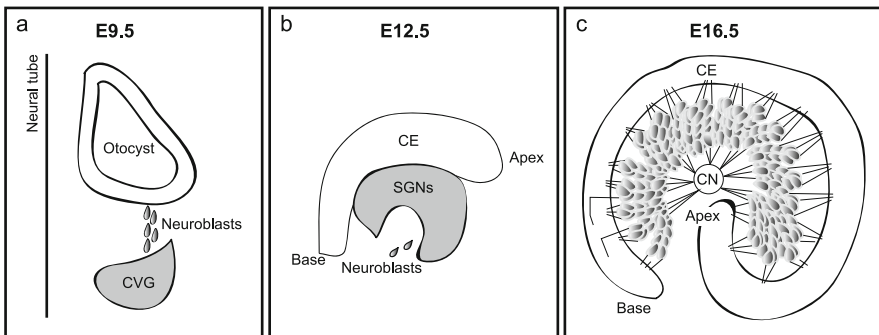 a
E9.5
Neural tube
Otocyst
Neuroblasts
CVG
b
E12.5
CE
Apex
SGNs
Base
Neuroblasts
c
E16.5
CE
CN
Apex
Base